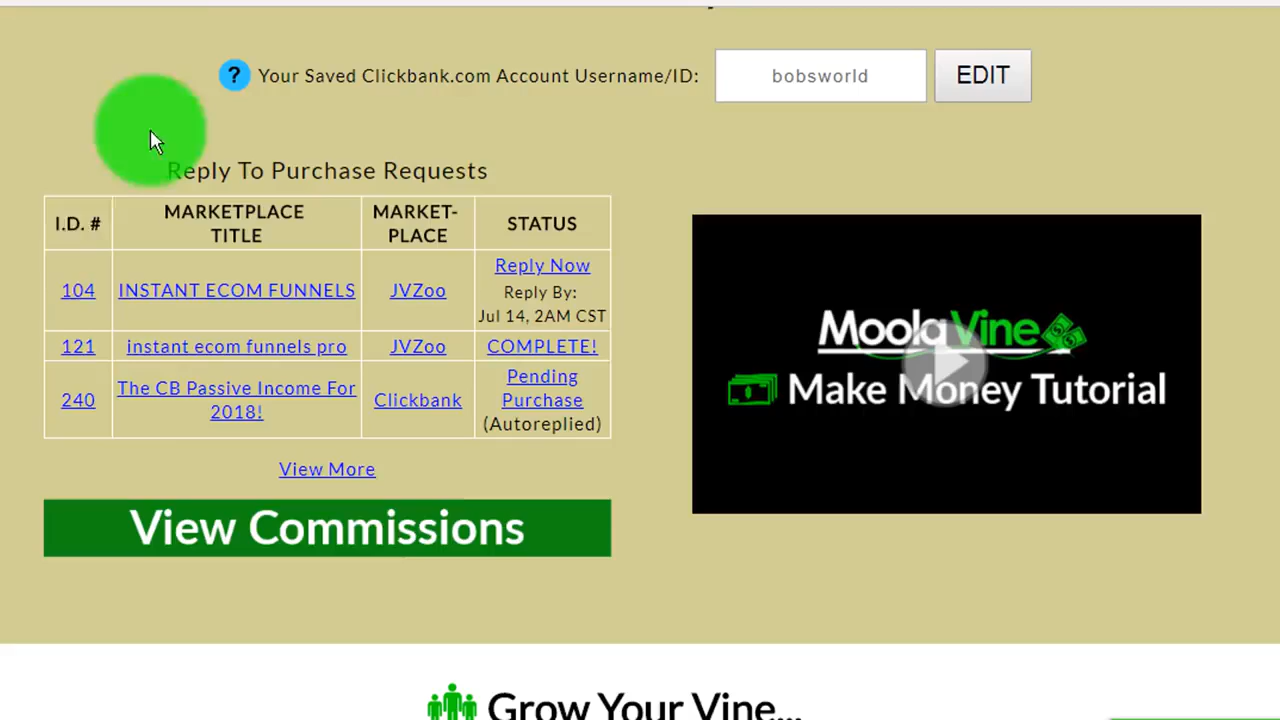 ? Your Saved Clickbank.com Account Username/ID: bobsworld EDIT
Reply To Purchase Requests
I.D. # MARKETPLACE TITLE MARKET-PLACE STATUS
104 INSTANT ECOM FUNNELS JVZoo Reply Now
Reply By:
Jul 14, 2AM CST
121 instant ecom funnels pro JVZoo COMPLETE!
240 The CB Passive Income For 2018! Clickbank Pending Purchase
(Autoreplied)
View More
View Commissions
MoolaVine
Make Money Tutorial
Grow Your Vine...